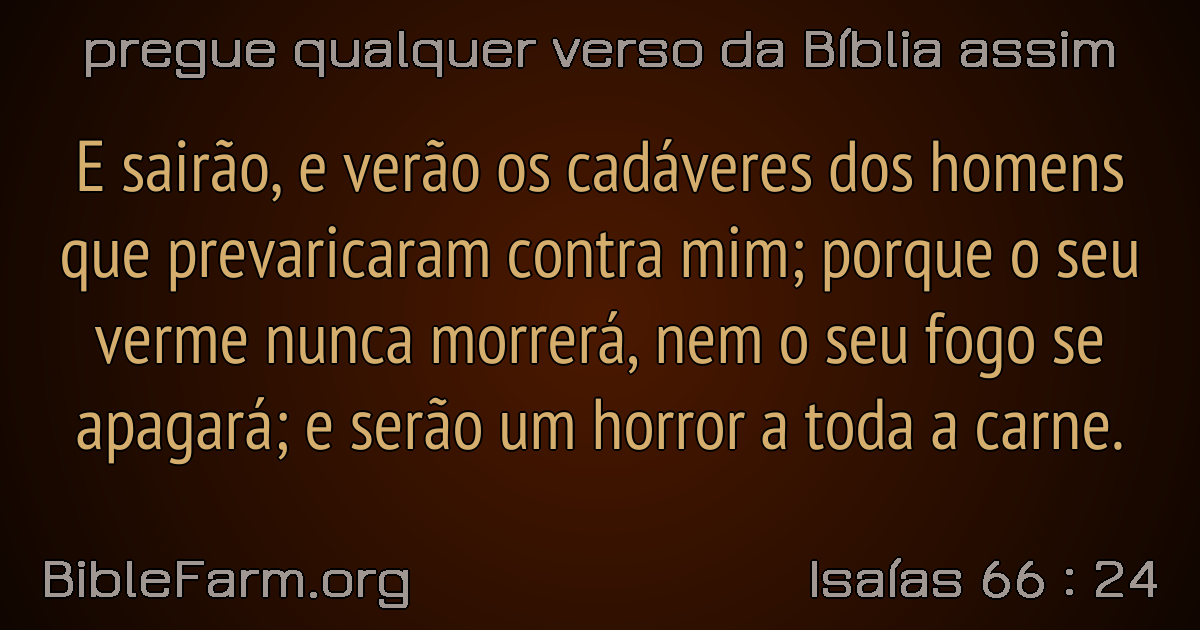 pregue qualquer verso da Bíblia assim
E sairão, e verão os cadáveres dos homens
que prevaricaram contra mim; porque o seu
verme nunca morrerá, nem o seu fogo se
apagará; e serão um horror a toda a carne.
BibleFarm.org
Isaías 66 : 24